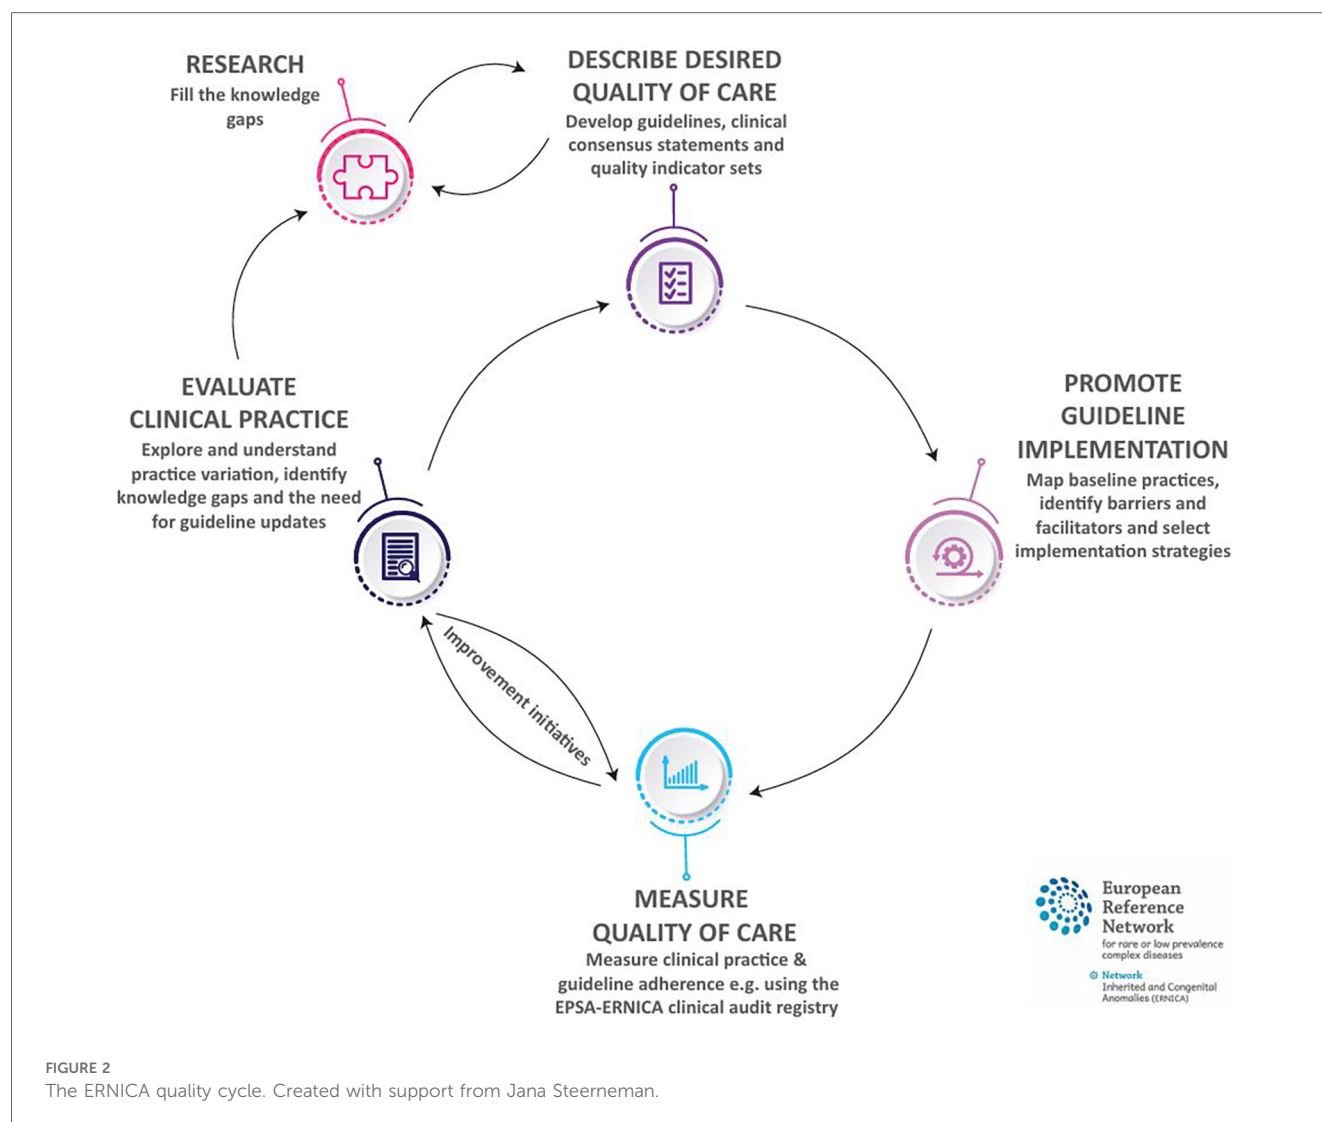 RESEARCH
Fill the knowledge
gaps
DESCRIBE DESIRED
QUALITY OF CARE
Develop guidelines, clinical
consensus statements and
quality indicator sets
PROMOTE
GUIDELINE
IMPLEMENTATION
Map baseline practices,
identify barriers and
facilitators and select
implementation strategies
EVALUATE
CLINICAL PRACTICE
Explore and understand
practice variation, identify
knowledge gaps and the need
for guideline updates
Improvement initiatives
MEASURE
QUALITY OF CARE
Measure clinical practice &
guideline adherence e.g. using the
EPSA-ERNICA clinical audit registry
European
Reference
Network
for rare or low prevalence
complex diseases
Network
Inherited and Congenital
Anomalies (ERNICA)
FIGURE 2
The ERNICA quality cycle. Created with support from Jana Steerneman.